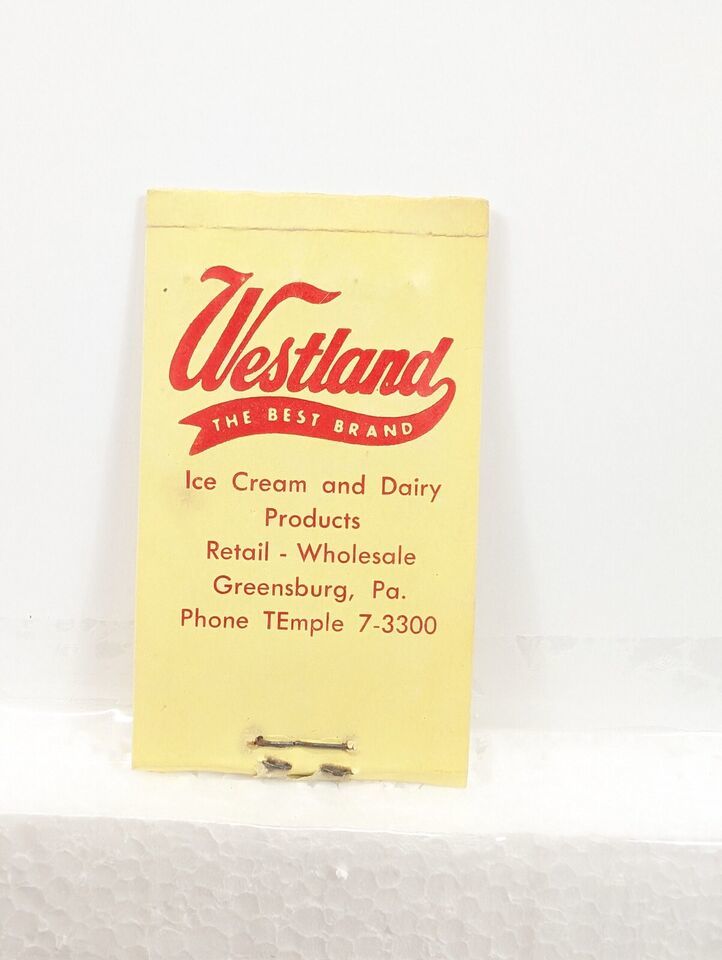 Westland
THE BEST BRAND
Ice Cream and Dairy
Products
Retail - Wholesale
Greensburg, Pa.
Phone TEmple 7-3300